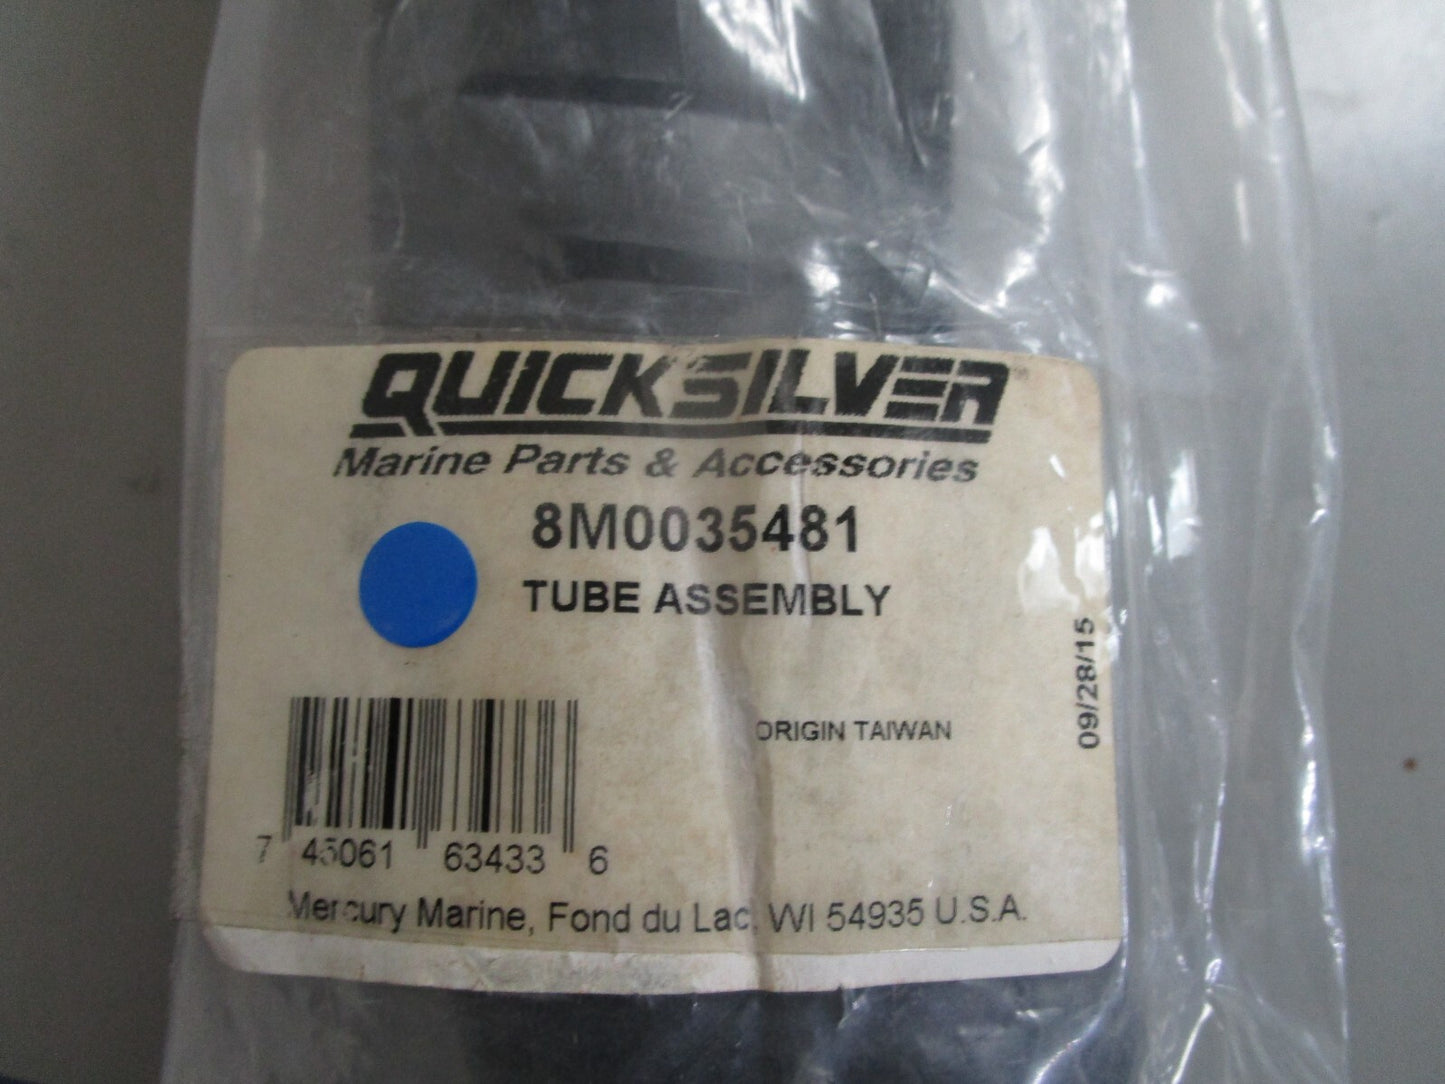 QUICKSILVER
Marine Parts & Accessories
8M0035481
TUBE ASSEMBLY
09/28/15
ORIGIN TAIWAN
7 45061 63433 6
Mercury Marine, Fond du Lac, WI 54935 U.S.A.